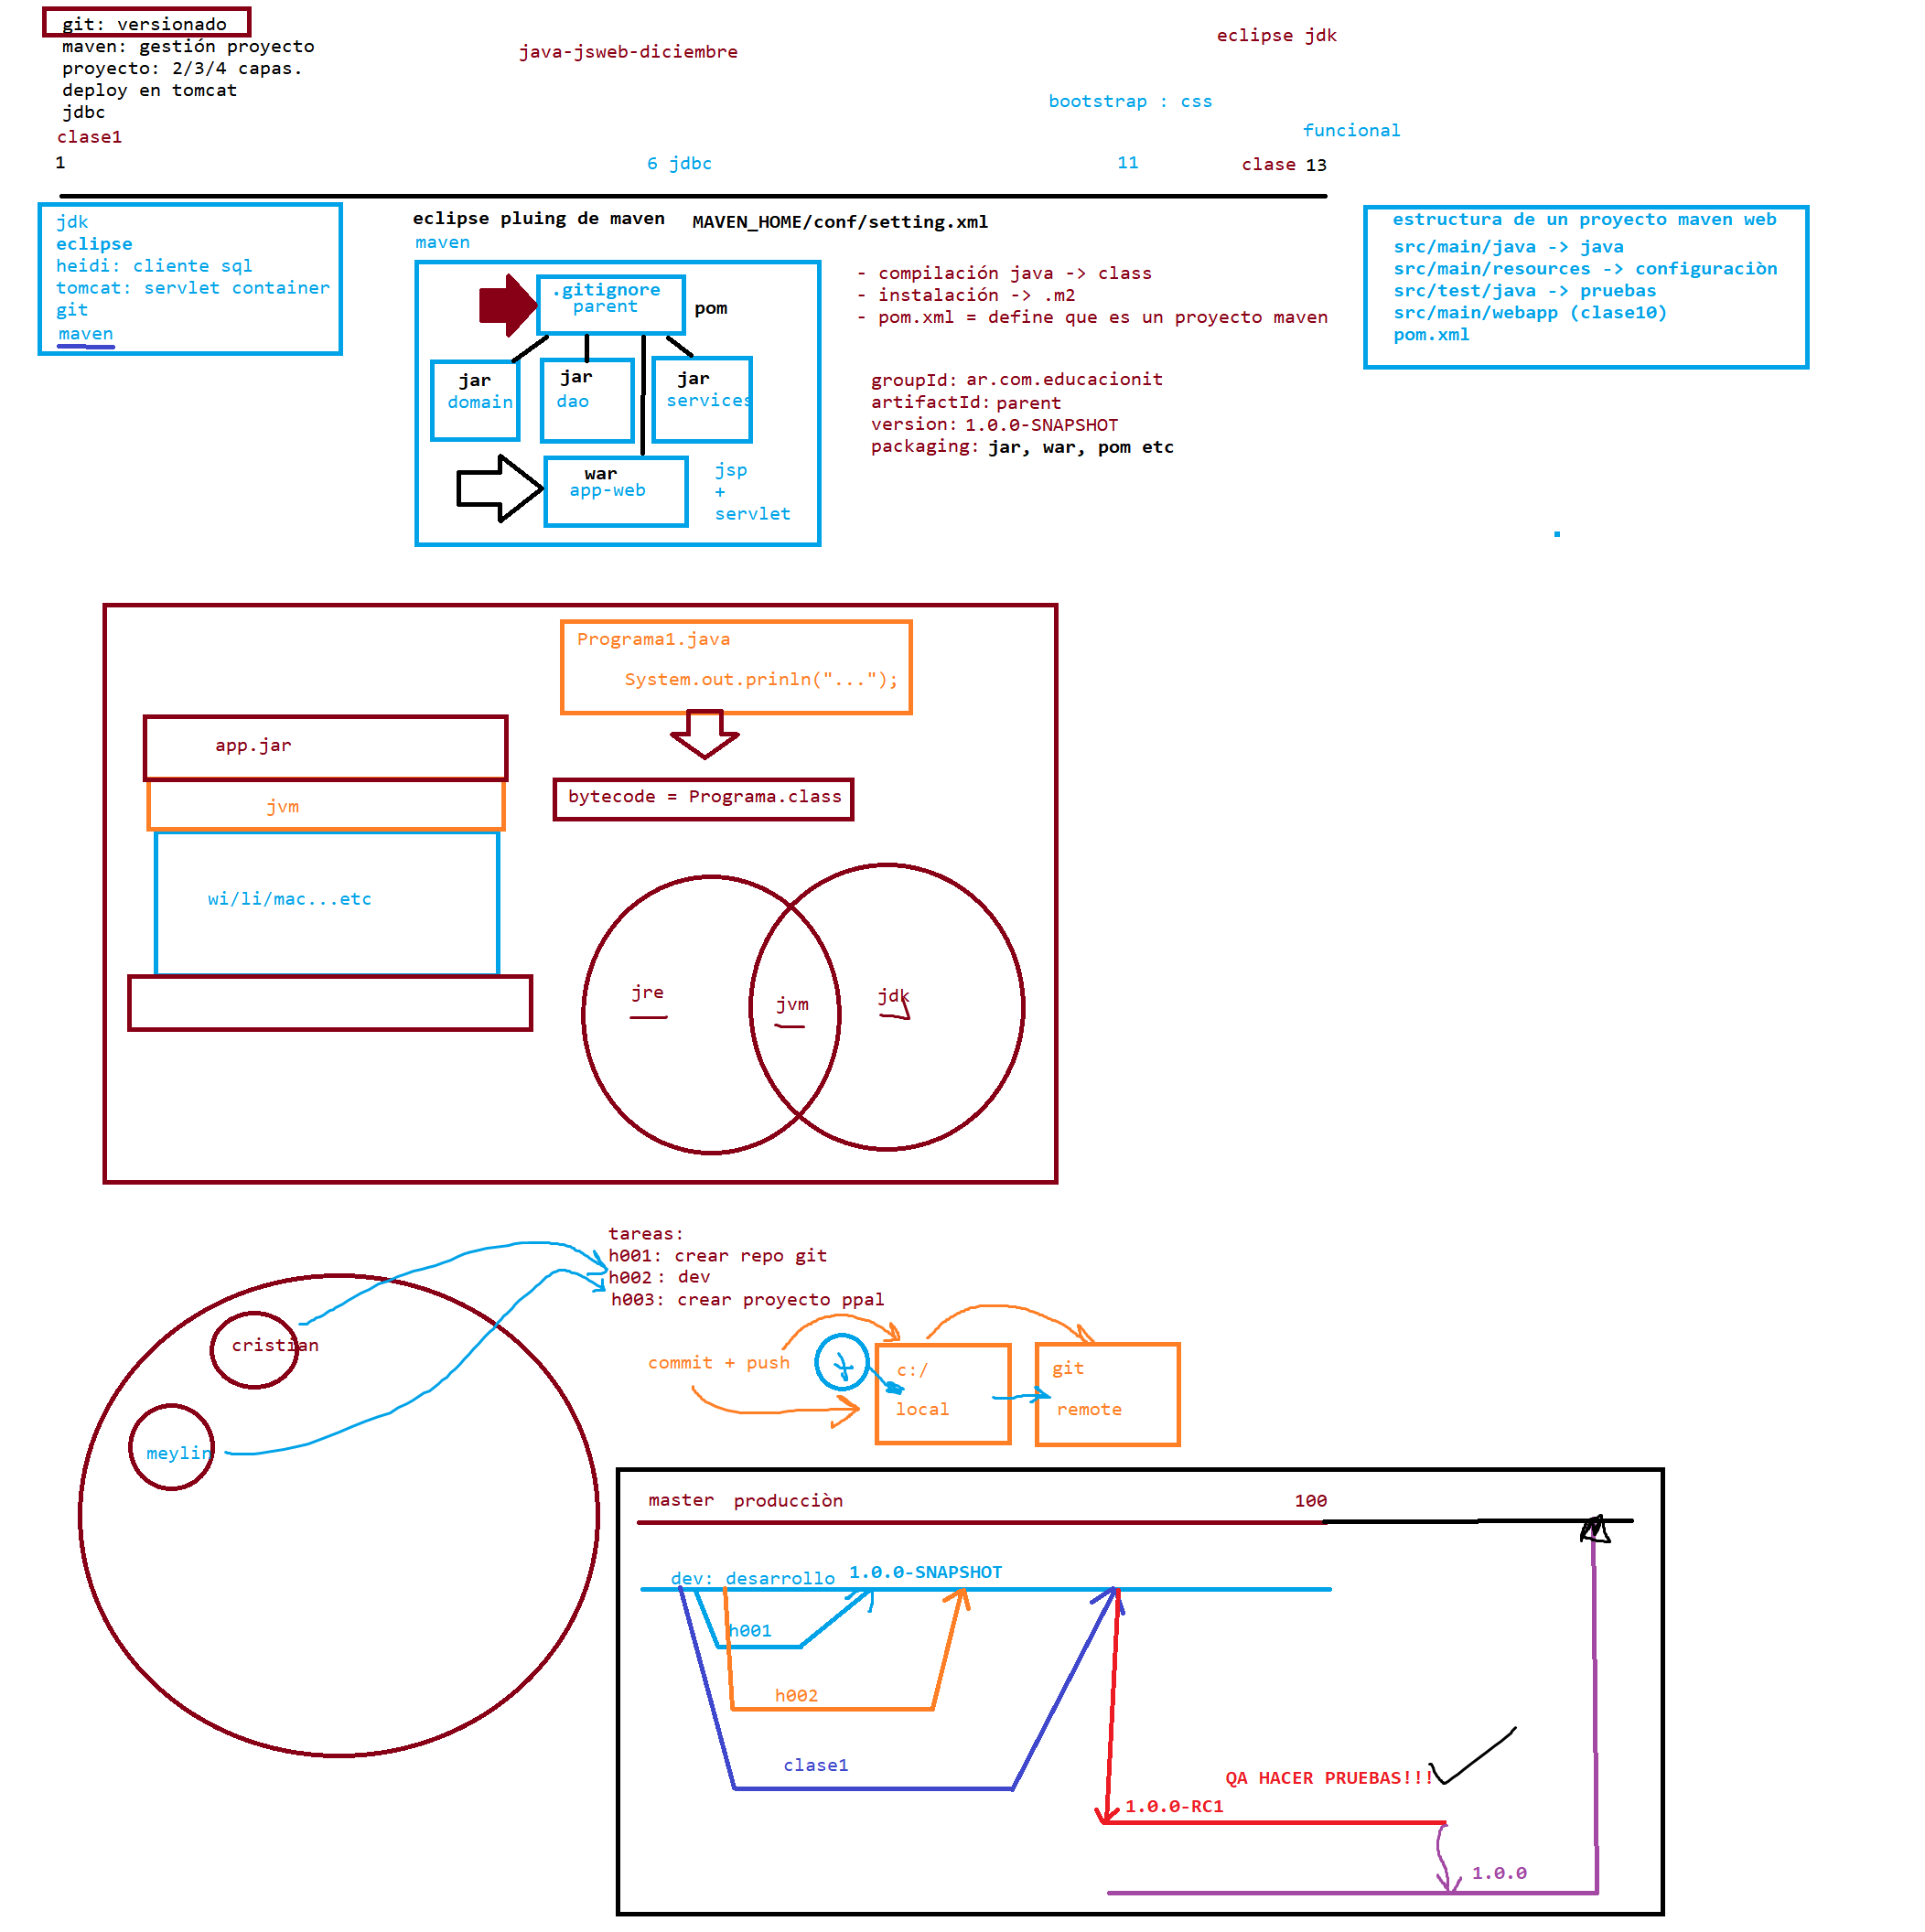 git: versionado
maven: gestión proyecto
proyecto: 2/3/4 capas.
deploy en tomcat
jdbc
clase1
1
java-jsweb-diciembre
eclipse jdk
bootstrap : css
funcional
6 jdbc
11
clase 13
jdk
eclipse
heidi: cliente sql
tomcat: servlet container
git
maven
eclipse pluing de maven
MAVEN_HOME/conf/setting.xml
maven
.gitignore
parent
pom
jar
domain
jar
dao
jar
services
war
app-web
jsp
+
servlet
- compilación java -> class
- instalación -> .m2
- pom.xml = define que es un proyecto maven
groupId: ar.com.educacionit
artifactId: parent
version: 1.0.0-SNAPSHOT
packaging: jar, war, pom etc
estructura de un proyecto maven web
src/main/java -> java
src/main/resources -> configuraciòn
src/test/java -> pruebas
src/main/webapp (clase10)
pom.xml
Programa1.java
System.out.prinln("...");
bytecode = Programa.class
app.jar
jvm
wi/li/mac...etc
jre
jvm
jdk
tareas:
h001: crear repo git
h002: dev
h003: crear proyecto ppal
cristian
meylin
commit + push
c:/
local
git
remote
master producciòn
100
dev: desarrollo 1.0.0-SNAPSHOT
h001
h002
clase1
QA HACER PRUEBAS!!!
1.0.0-RC1
1.0.0